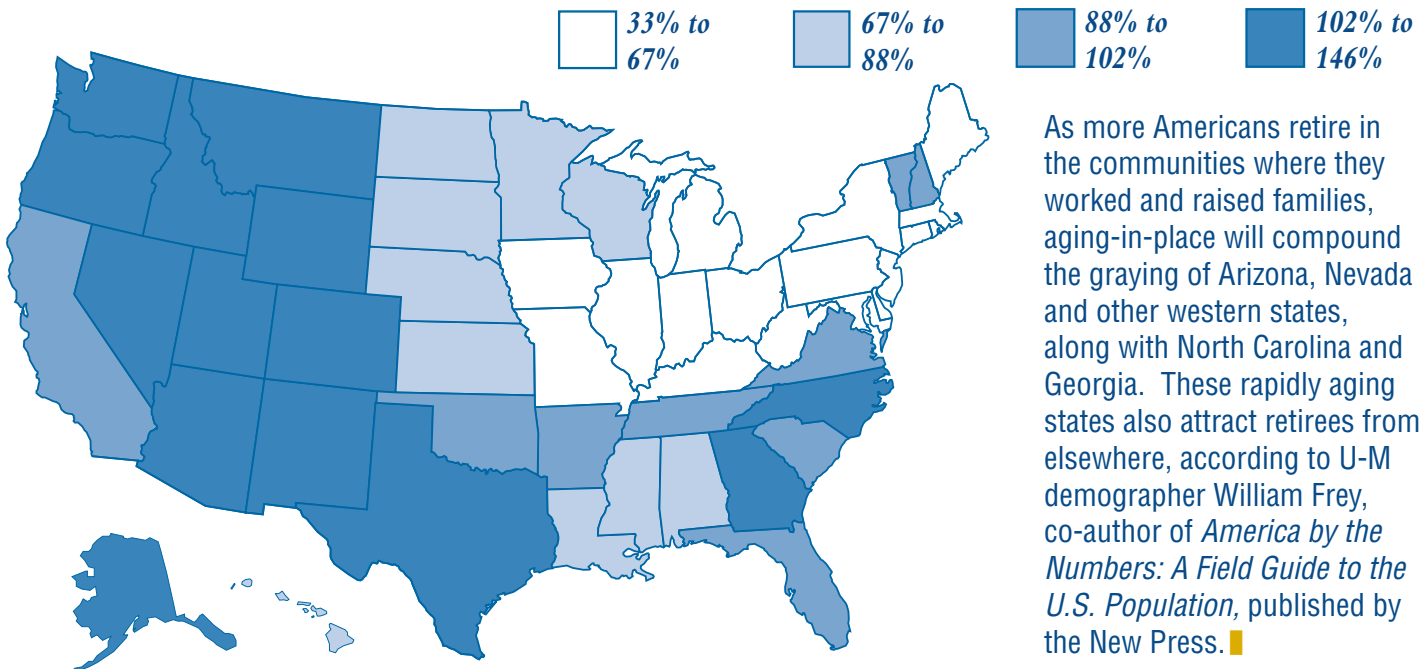 33% to
67%
67% to
88%
88% to
102%
102% to
146%
As more Americans retire in
the communities where they
worked and raised families,
aging-in-place will compound
the graying of Arizona, Nevada
and other western states,
along with North Carolina and
Georgia.  These rapidly aging
states also attract retirees from
elsewhere, according to U-M
demographer William Frey,
co-author of America by the
Numbers: A Field Guide to the
U.S. Population, published by
the New Press.